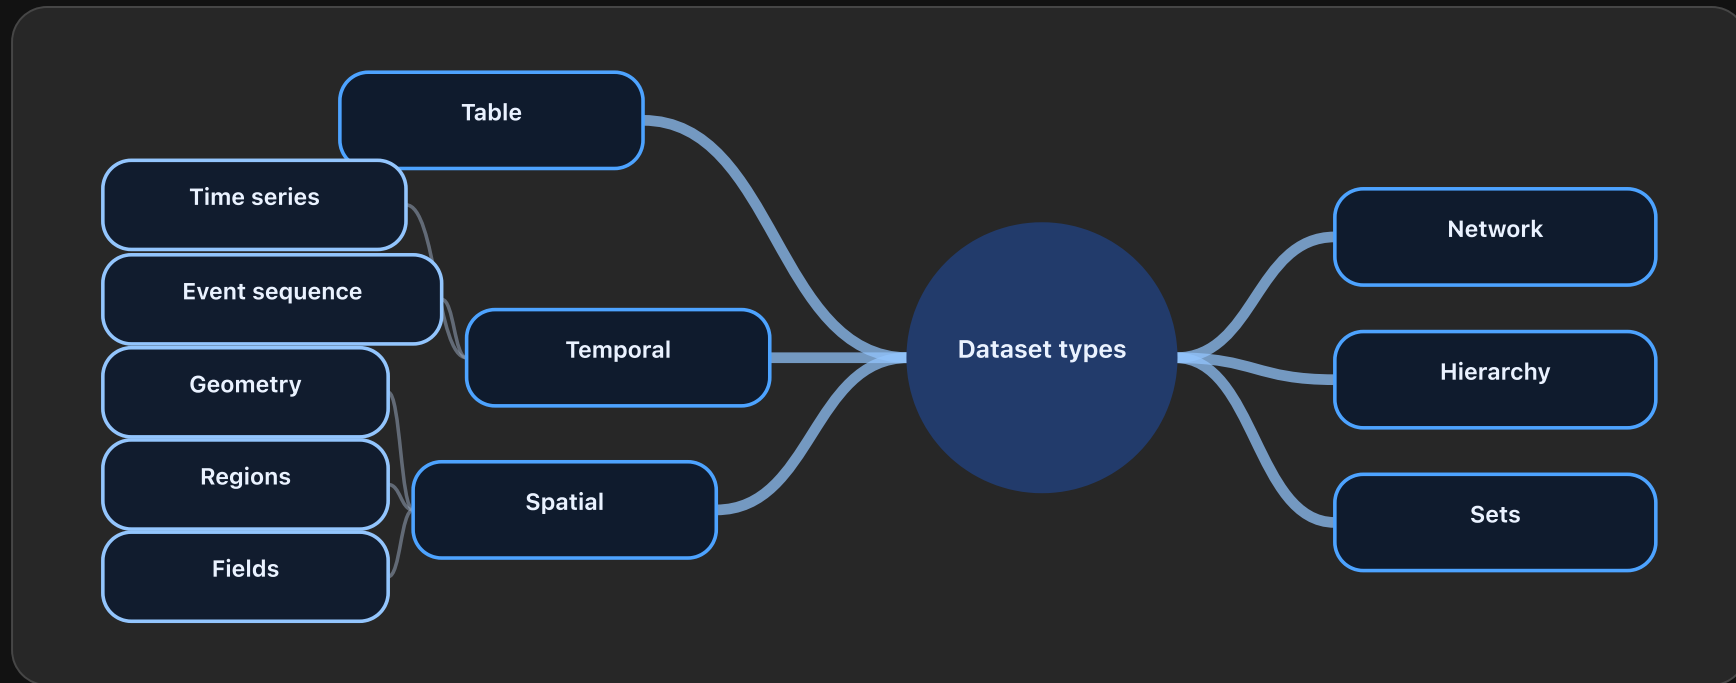 Table
Time series
Event sequence
Temporal
Geometry
Regions
Spatial
Fields
Dataset types
Network
Hierarchy
Sets